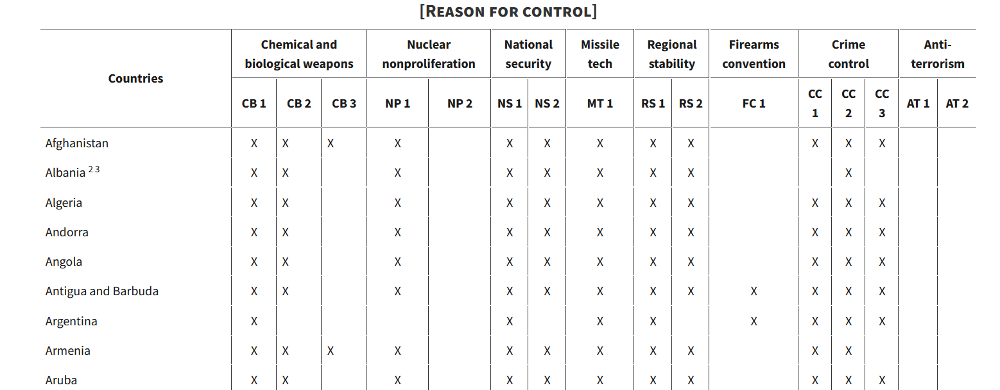 [REASON FOR CONTROL]
Countries Chemical and biological weapons Nuclear nonproliferation National security Missile tech Regional stability Firearms convention Crime control Anti-terrorism
CB 1 CB 2 CB 3 NP 1 NP 2 NS 1 NS 2 MT 1 RS 1 RS 2 FC 1 CC 1 CC 2 CC 3 AT 1 AT 2
Afghanistan X X X X X X X X X X X X
Albania 2 3 X X X X X X X X X
Algeria X X X X X X X X X X X
Andorra X X X X X X X X X X X
Angola X X X X X X X X X X X
Antigua and Barbuda X X X X X X X X X X X X
Argentina X X X X X X X X
Armenia X X X X X X X X X X X
Aruba X X X X X X X X X X X